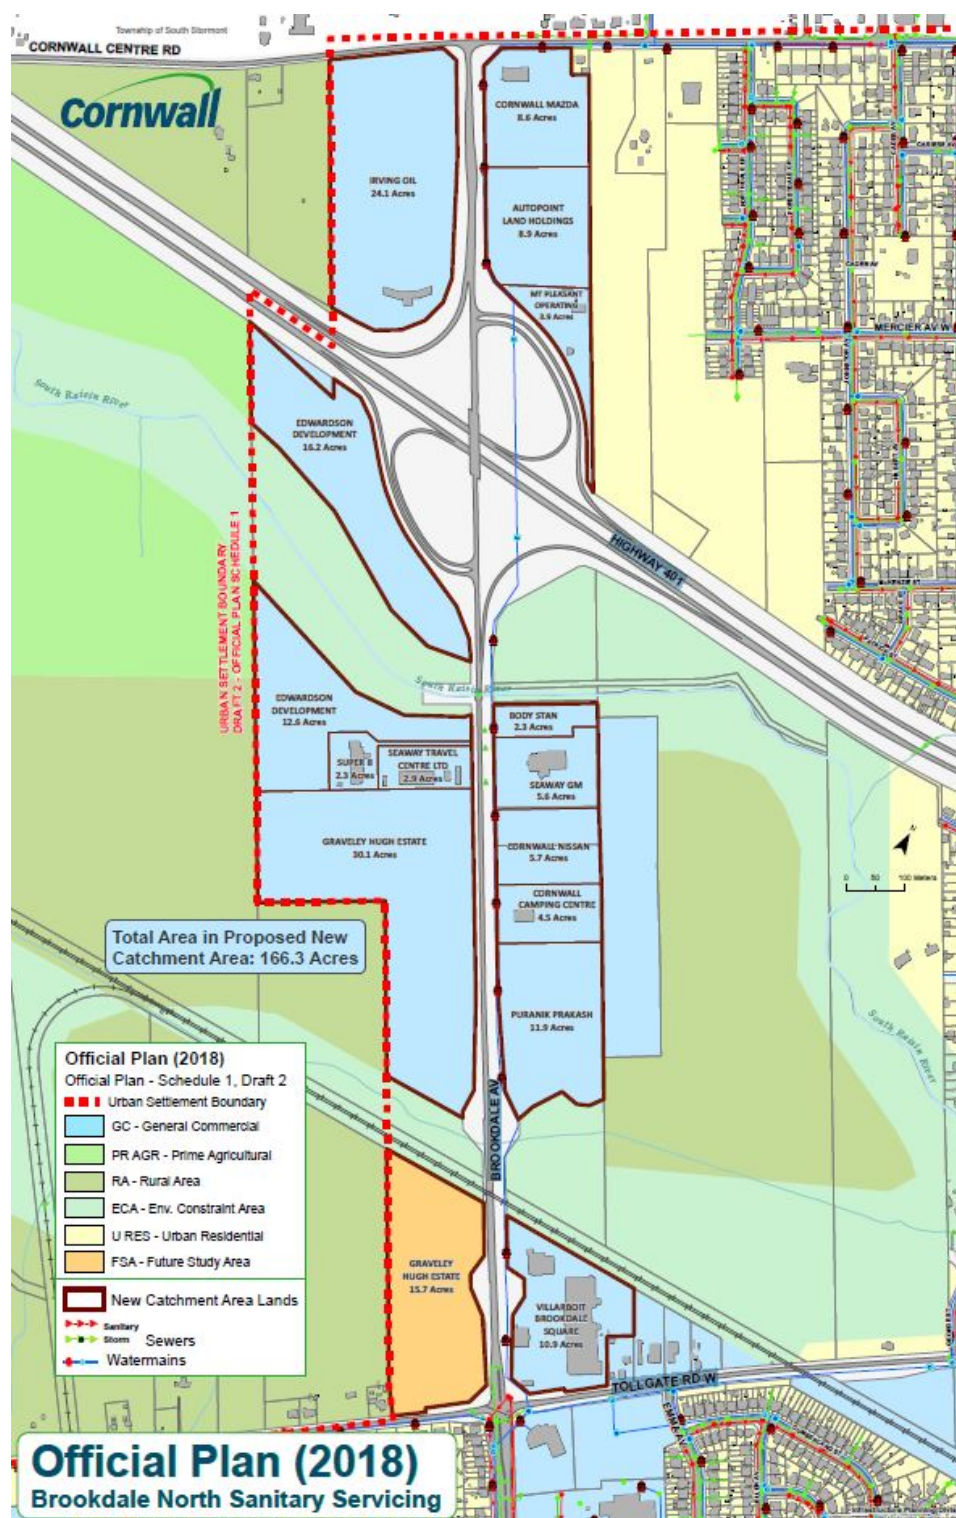 Township of South Stormont
CORNWALL CENTRE RD
Cornwall
CORNWALL MAZDA
8.6 Acres
IRVING OIL
24.1 Acres
AUTOPOINT
LAND HOLDINGS
8.9 Acres
MT PLEASANT
OPERATING
3.9 Acres
MERCIER AV W
South Raisin River
EDWARDSON
DEVELOPMENT
16.2 Acres
HIGHWAY 401
URBAN SETTLEMENT BOUNDARY
DRAFT 2 - OFFICIAL PLAN SCHEDULE 1
South Raisin River
EDWARDSON
DEVELOPMENT
12.6 Acres
BODY STAN
2.3 Acres
SUPER 8
2.3 Acres
SEAWAY TRAVEL
CENTRE LTD
2.9 Acres
SEAWAY GM
5.6 Acres
GRAVELEY HUGH ESTATE
30.1 Acres
CORNWALL NISSAN
5.7 Acres
CORNWALL
CAMPING CENTRE
4.5 Acres
N
0 50 100 Meters
Total Area in Proposed New
Catchment Area: 166.3 Acres
PURANIK PRAKASH
11.9 Acres
South Raisin River
BROOKDALE AV
Official Plan (2018)
Official Plan - Schedule 1, Draft 2
Urban Settlement Boundary
GC - General Commercial
PR AGR - Prime Agricultural
RA - Rural Area
ECA - Env. Constraint Area
U RES - Urban Residential
FSA - Future Study Area
New Catchment Area Lands
Sanitary
Storm Sewers
Watermains
GRAVELEY
HUGH ESTATE
15.7 Acres
VILLARBOIT
BROOKDALE
SQUARE
10.9 Acres
TOLLGATE RD W
Official Plan (2018)
Brookdale North Sanitary Servicing